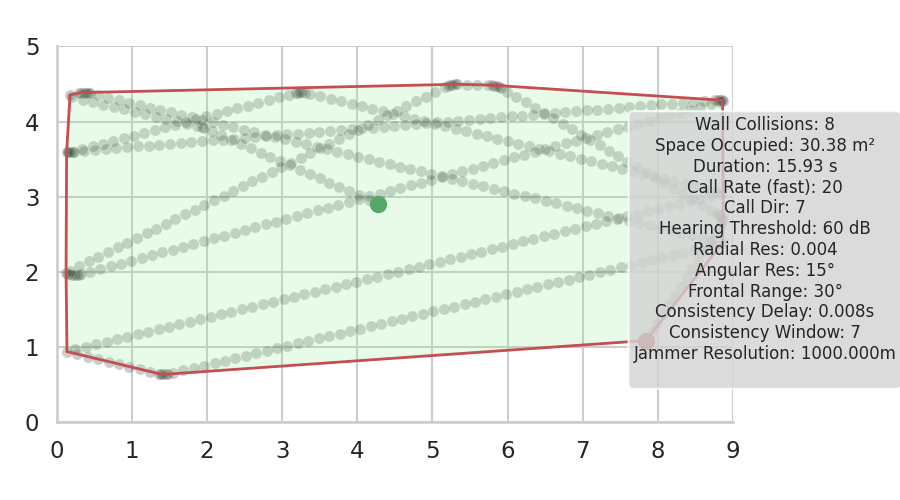 5
4
3
2
1
0
0 1 2 3 4 5 6 7 8 9
Wall Collisions: 8
Space Occupied: 30.38 m²
Duration: 15.93 s
Call Rate (fast): 20
Call Dir: 7
Hearing Threshold: 60 dB
Radial Res: 0.004
Angular Res: 15°
Frontal Range: 30°
Consistency Delay: 0.008s
Consistency Window: 7
Jammer Resolution: 1000.000m